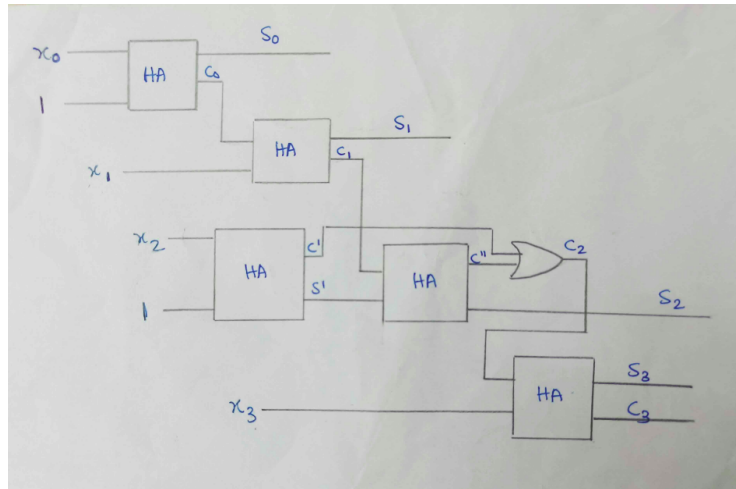 x₀ S₀
HA C₀
1
HA S₁
C₁
x₁
x₂ C' C" C₂
HA S' HA
1 S₂
HA S₃
x₃ C₃